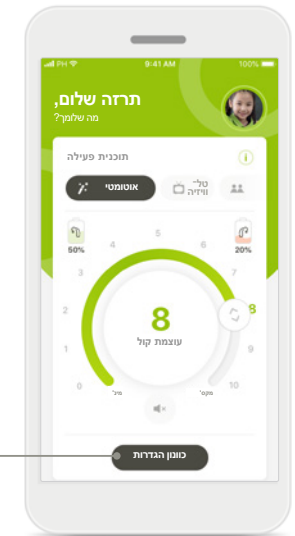 PH
9:41 AM
100%
תרזה שלום,
מה שלומך?
תוכנית פעילה
i
אוטומטי
טל-
וויזיה
50%
20%
4
5
6
3
7
2
8
8
עוצמת קול
1
9
0
מינ'
מקס'
10
כוונון הגדרות